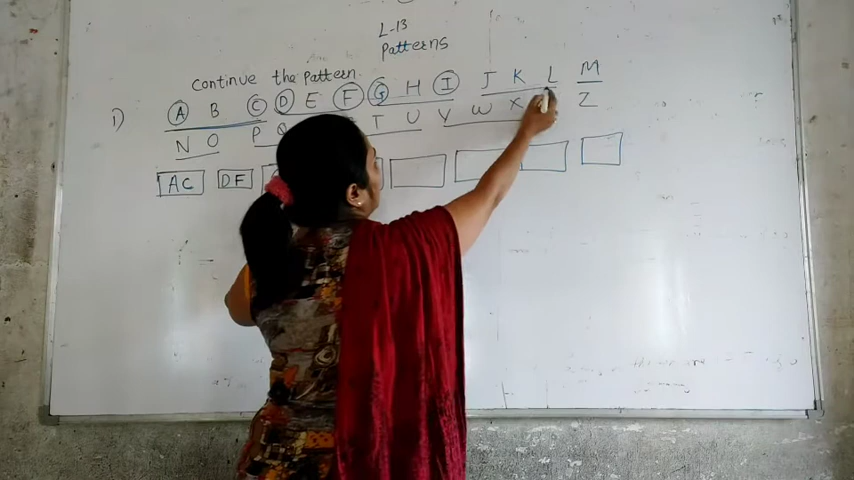 L-13
Patterns
Continue the pattern
1) A B C D E F G H I J K L M
N O P Q T U V W X Z
AC DF